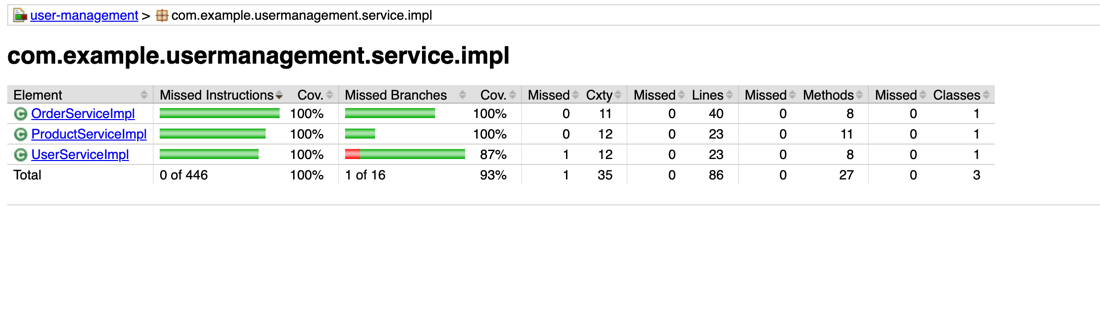 user-management > com.example.usermanagement.service.impl
com.example.usermanagement.service.impl
Element Missed Instructions Cov. Missed Branches Cov. Missed Cxty Missed Lines Missed Methods Missed Classes
C OrderServiceImpl 100% 100% 0 11 0 40 0 8 0 1
C ProductServiceImpl 100% 100% 0 12 0 23 0 11 0 1
C UserServiceImpl 100% 87% 1 12 0 23 0 8 0 1
Total 0 of 446 100% 1 of 16 93% 1 35 0 86 0 27 0 3